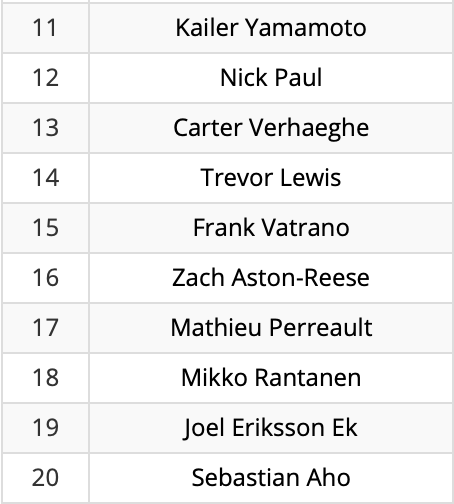 11 Kailer Yamamoto
12 Nick Paul
13 Carter Verhaeghe
14 Trevor Lewis
15 Frank Vatrano
16 Zach Aston-Reese
17 Mathieu Perreault
18 Mikko Rantanen
19 Joel Eriksson Ek
20 Sebastian Aho